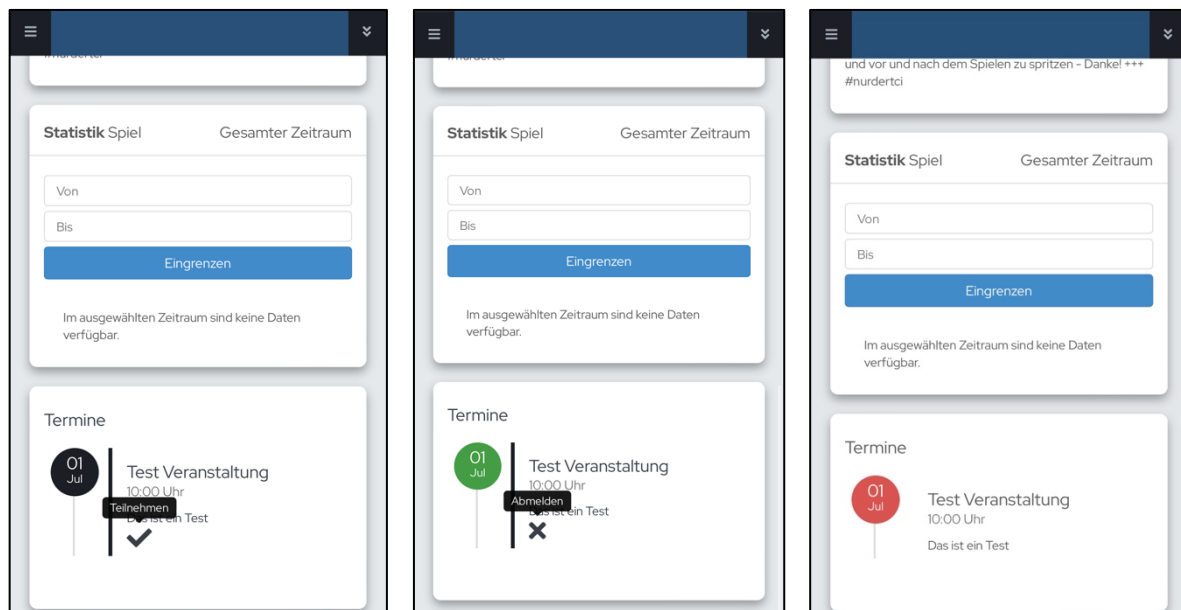 #nurdertci
Statistik Spiel Gesamter Zeitraum
Von
Bis
Eingrenzen
Im ausgewählten Zeitraum sind keine Daten
verfügbar.
Termine
01
Jul
Test Veranstaltung
10:00 Uhr
Teilnehmen
Das ist ein Test
#nurdertci
Statistik Spiel Gesamter Zeitraum
Von
Bis
Eingrenzen
Im ausgewählten Zeitraum sind keine Daten
verfügbar.
Termine
01
Jul
Test Veranstaltung
10:00 Uhr
Abmelden
Das ist ein Test
und vor und nach dem Spielen zu spritzen - Danke! +++
#nurdertci
Statistik Spiel Gesamter Zeitraum
Von
Bis
Eingrenzen
Im ausgewählten Zeitraum sind keine Daten
verfügbar.
Termine
01
Jul
Test Veranstaltung
10:00 Uhr
Das ist ein Test